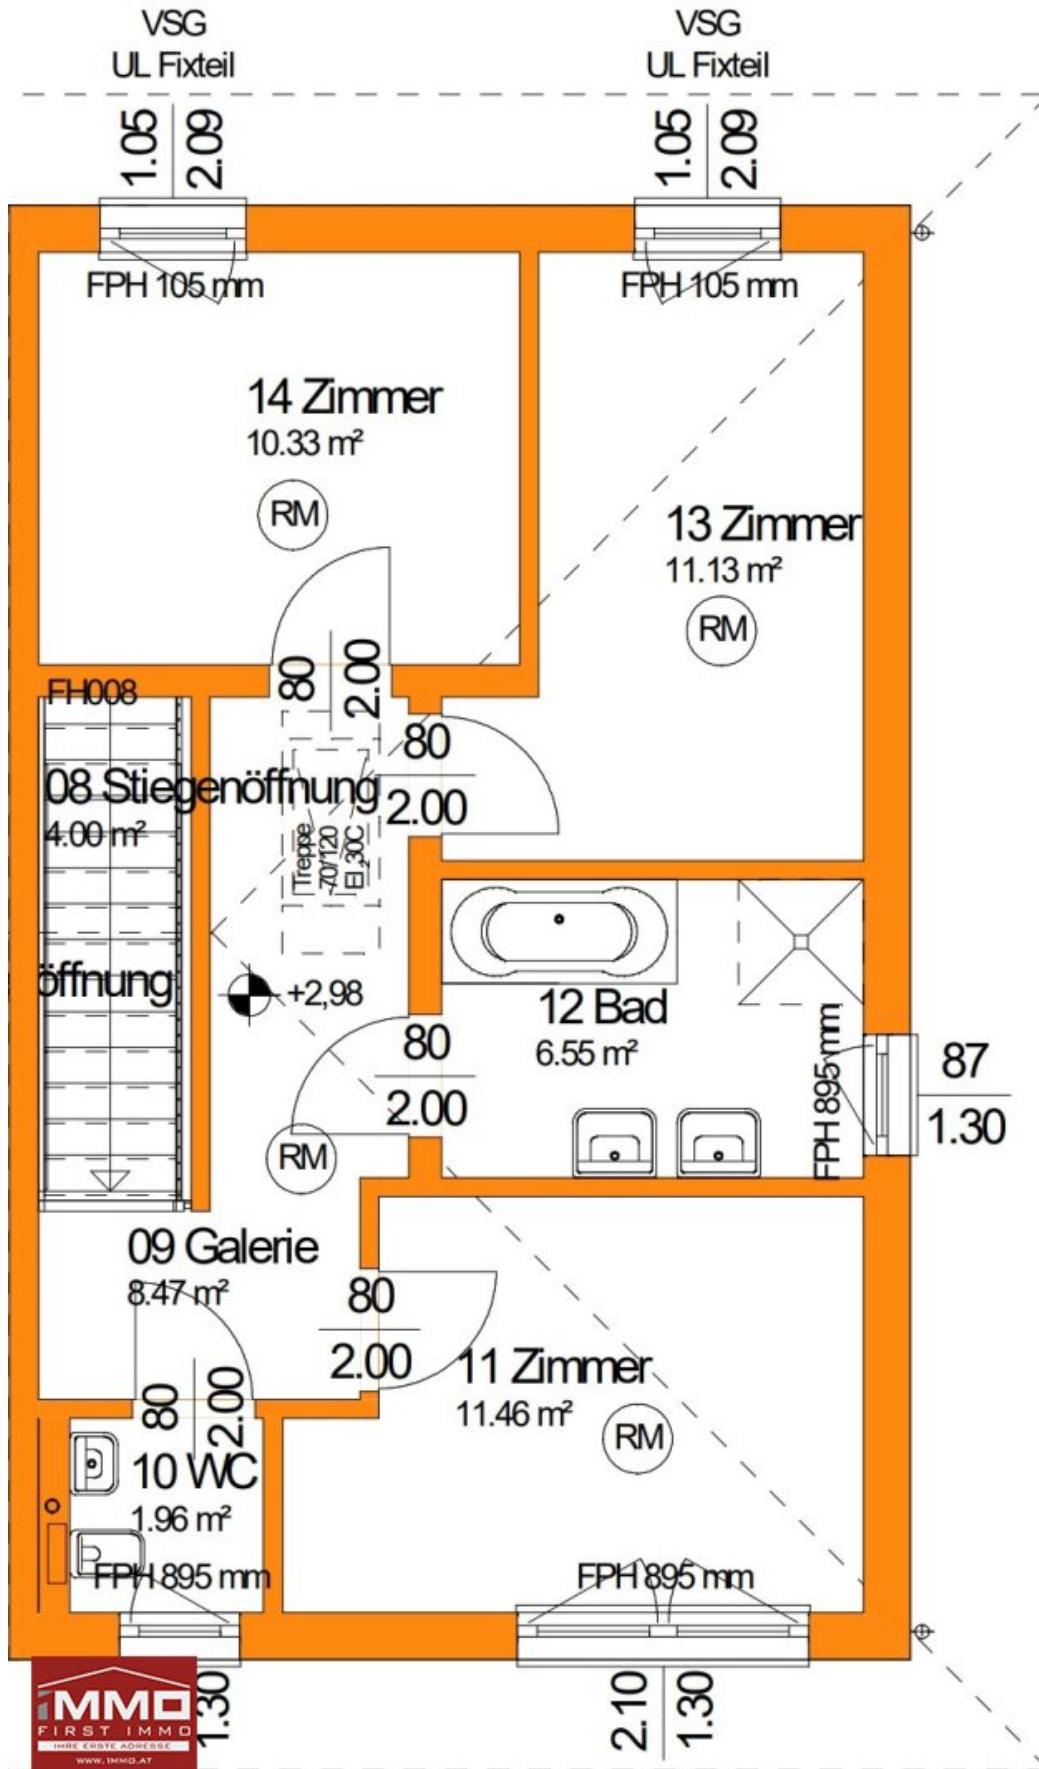 VSG
UL Fixteil
VSG
UL Fixteil
1.05
2.09
1.05
2.09
FPH 105 mm
FPH 105 mm
14 Zimmer
10.33 m²
RM
13 Zimmer
11.13 m²
RM
80
2.00
FH008
80
2.00
08 Stiegenöffnung
4.00 m²
Treppe
70/120
EI₂30C
öffnung
+2,98
12 Bad
6.55 m²
80
2.00
FPH 895 mm
87
1.30
RM
09 Galerie
8.47 m²
80
2.00
11 Zimmer
11.46 m²
RM
80
2.00
10 WC
1.96 m²
FPH 895 mm
FPH 895 mm
1.30
2.10
1.30
IMMO
FIRST IMMO
IHRE ERSTE ADRESSE
WWW.1MMO.AT